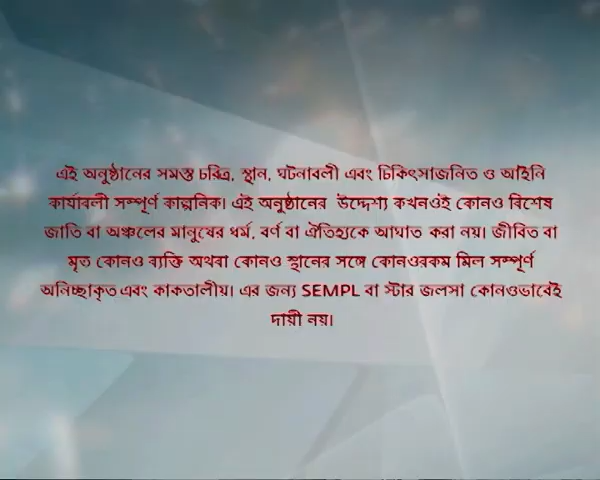 এই অনুষ্ঠানের সমস্ত চরিত্র, স্থান, ঘটনাবলী এবং চিকিৎসাজনিত ও আইনি
কার্যাবলী সম্পূর্ণ কাল্পনিক। এই অনুষ্ঠানের উদ্দেশ্য কখনওই কোনও বিশেষ
জাতি বা অঞ্চলের মানুষের ধর্ম, বর্ণ বা ঐতিহ্যকে আঘাত করা নয়। জীবিত বা
মৃত কোনও ব্যক্তি অথবা কোনও স্থানের সঙ্গে কোনওরকম মিল সম্পূর্ণ
অনিচ্ছাকৃত এবং কাকতালীয়। এর জন্য SEMPL বা স্টার জলসা কোনওভাবেই
দায়ী নয়।